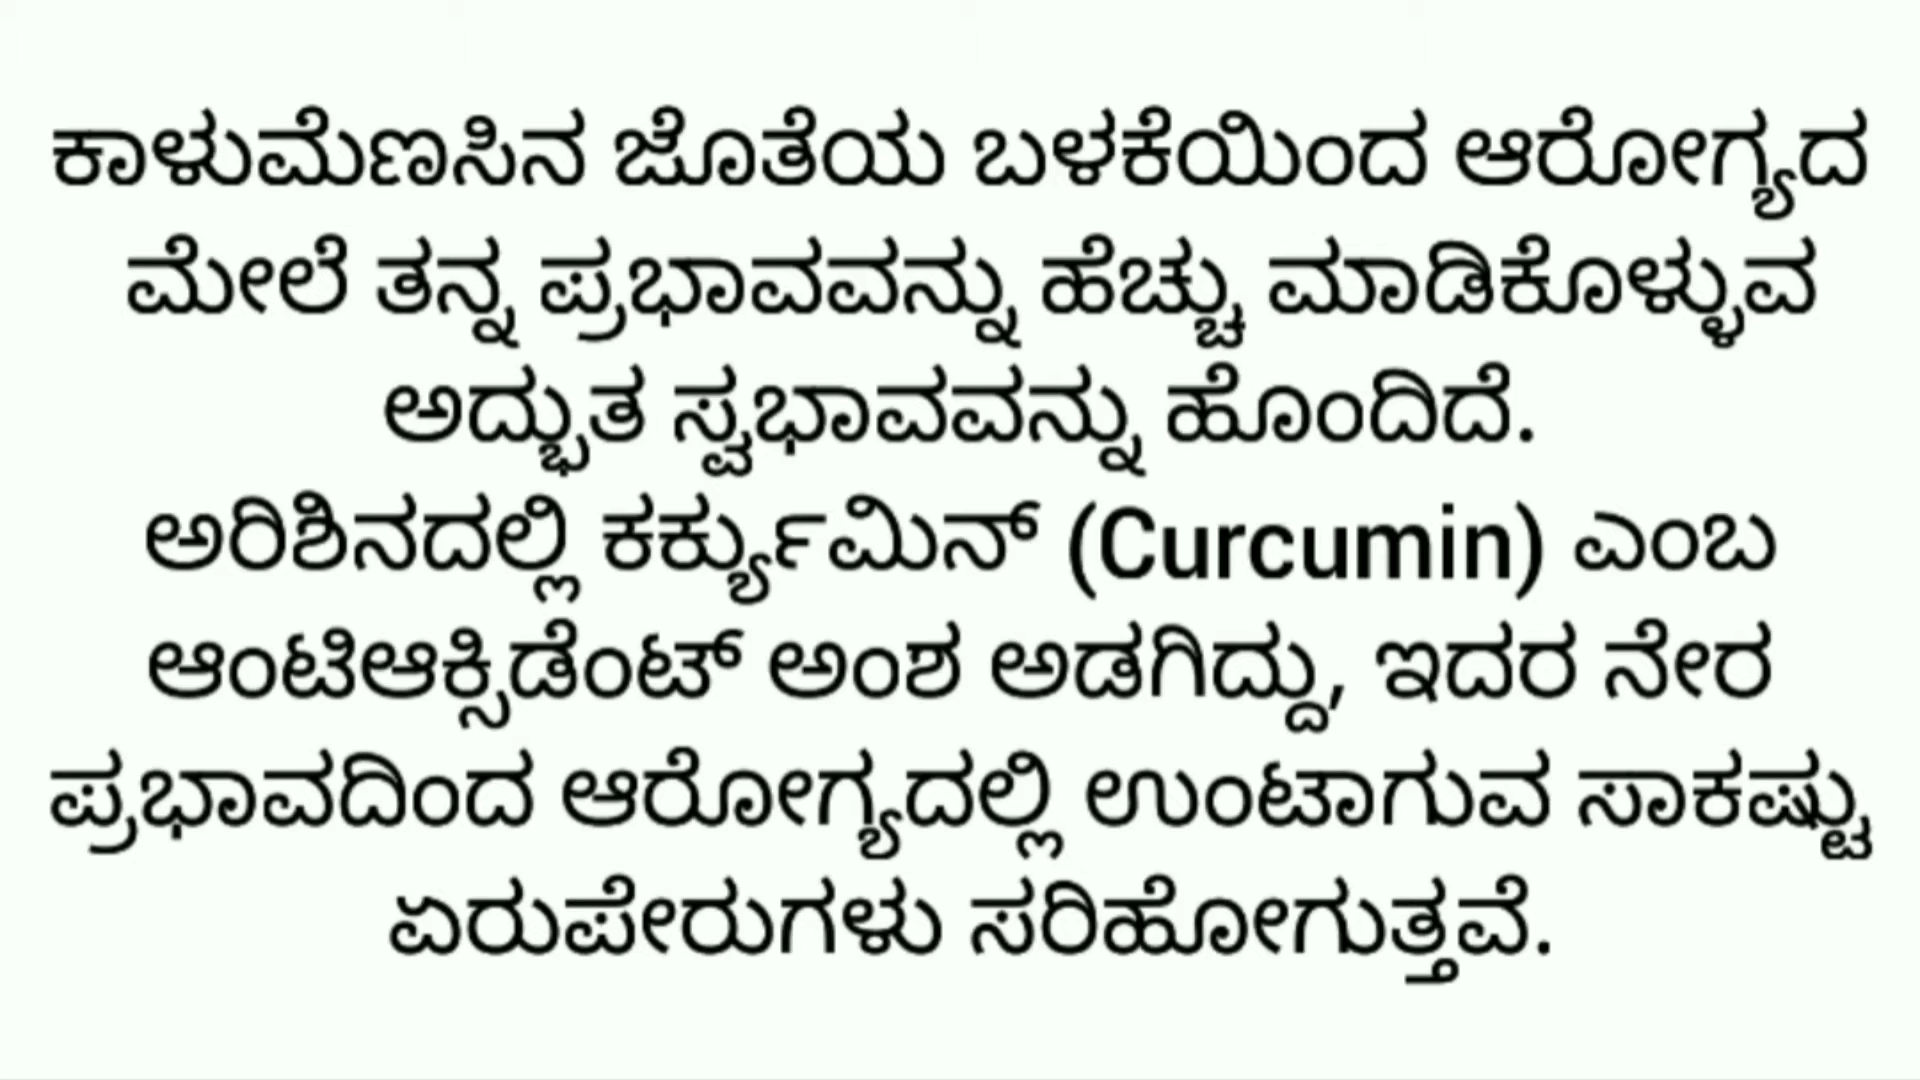 ಕಾಳುಮೆಣಸಿನ ಜೊತೆಯ ಬಳಕೆಯಿಂದ ಆರೋಗ್ಯದ
ಮೇಲೆ ತನ್ನ ಪ್ರಭಾವವನ್ನು ಹೆಚ್ಚು ಮಾಡಿಕೊಳ್ಳುವ
ಅದ್ಭುತ ಸ್ವಭಾವವನ್ನು ಹೊಂದಿದೆ.
ಅರಿಶಿನದಲ್ಲಿ ಕರ್ಕ್ಯುಮಿನ್ (Curcumin) ಎಂಬ
ಆಂಟಿಆಕ್ಸಿಡೆಂಟ್ ಅಂಶ ಅಡಗಿದ್ದು, ಇದರ ನೇರ
ಪ್ರಭಾವದಿಂದ ಆರೋಗ್ಯದಲ್ಲಿ ಉಂಟಾಗುವ ಸಾಕಷ್ಟು
ಏರುಪೇರುಗಳು ಸರಿಹೋಗುತ್ತವೆ.